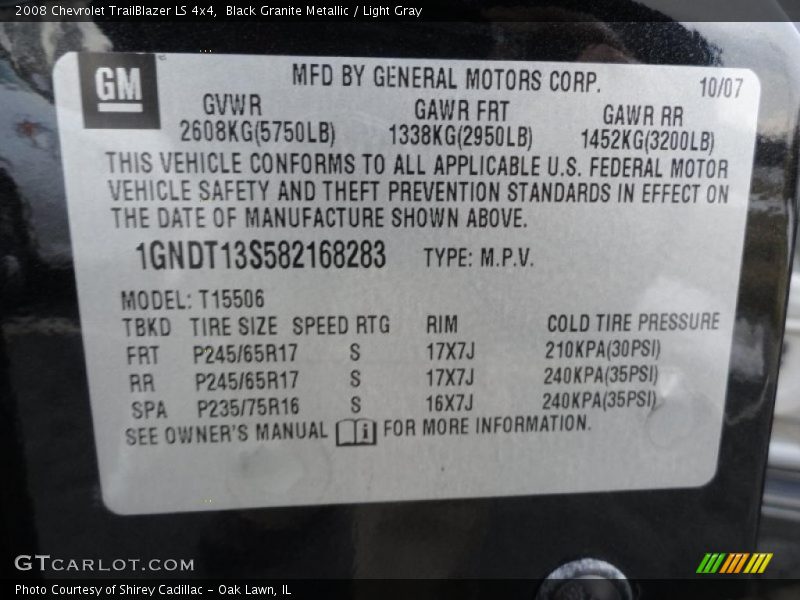 2008 Chevrolet TrailBlazer LS 4x4,  Black Granite Metallic / Light Gray
GM
MFD BY GENERAL MOTORS CORP.
10/07
GVWR GAWR FRT GAWR RR
2608KG(5750LB) 1338KG(2950LB) 1452KG(3200LB)
THIS VEHICLE CONFORMS TO ALL APPLICABLE U.S. FEDERAL MOTOR
VEHICLE SAFETY AND THEFT PREVENTION STANDARDS IN EFFECT ON
THE DATE OF MANUFACTURE SHOWN ABOVE.
1GNDT13S582168283 TYPE: M.P.V.
MODEL: T15506
TBKD TIRE SIZE SPEED RTG RIM COLD TIRE PRESSURE
FRT P245/65R17 S 17X7J 210KPA(30PSI)
RR P245/65R17 S 17X7J 240KPA(35PSI)
SPA P235/75R16 S 16X7J 240KPA(35PSI)
SEE OWNER'S MANUAL i FOR MORE INFORMATION.
GTCARLOT.COM
Photo Courtesy of Shirey Cadillac - Oak Lawn, IL